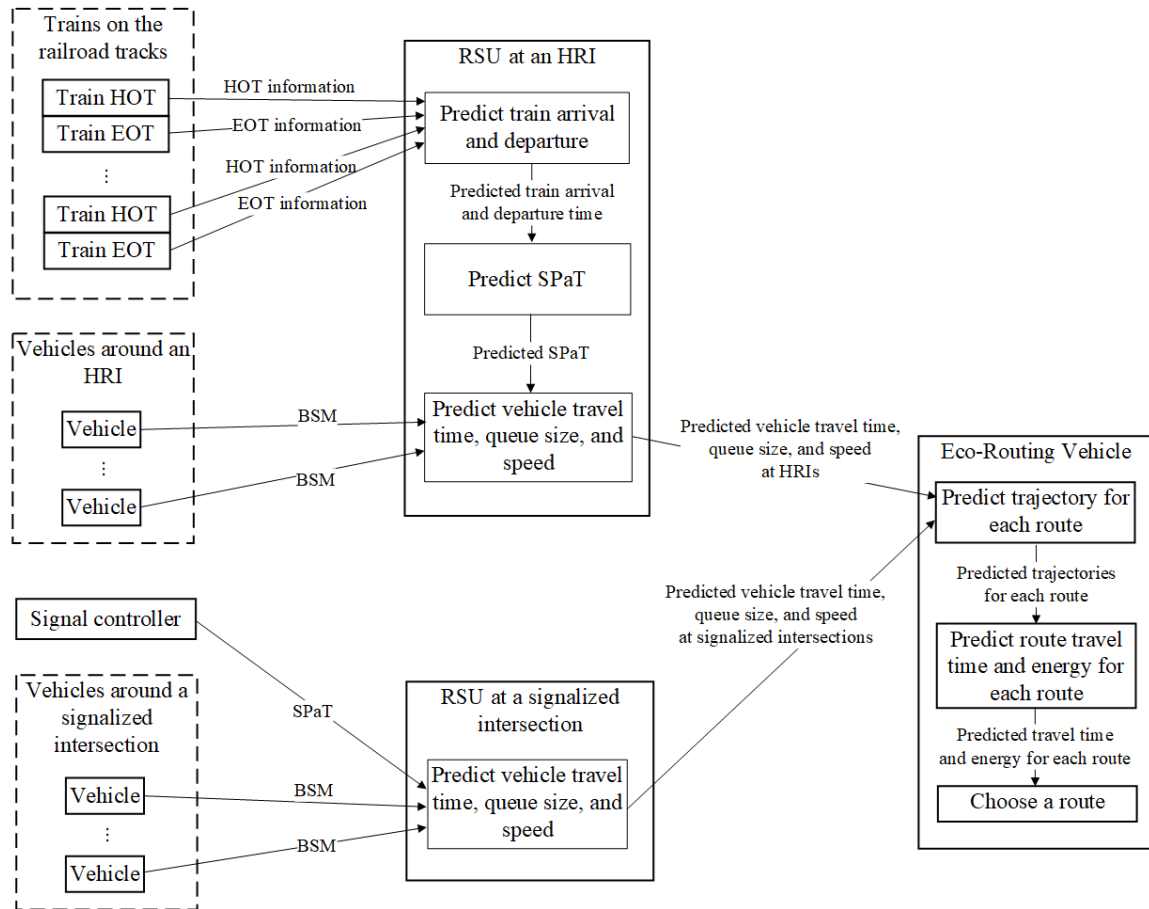 Trains on the
railroad tracks
Train HOT
Train EOT
⋮
Train HOT
Train EOT
HOT information
EOT information
HOT information
EOT information
RSU at an HRI
Predict train arrival
and departure
Predicted train arrival
and departure time
Predict SPaT
Predicted SPaT
Predict vehicle travel
time, queue size, and
speed
Vehicles around an
HRI
Vehicle
⋮
Vehicle
BSM
BSM
Predicted vehicle travel time,
queue size, and speed
at HRIs
Signal controller
SPaT
Vehicles around a
signalized
intersection
Vehicle
⋮
Vehicle
BSM
BSM
RSU at a signalized
intersection
Predict vehicle travel
time, queue size, and
speed
Predicted vehicle travel time,
queue size, and speed
at signalized intersections
Eco-Routing Vehicle
Predict trajectory for
each route
Predicted trajectories
for each route
Predict route travel
time and energy for
each route
Predicted travel time
and energy for each route
Choose a route